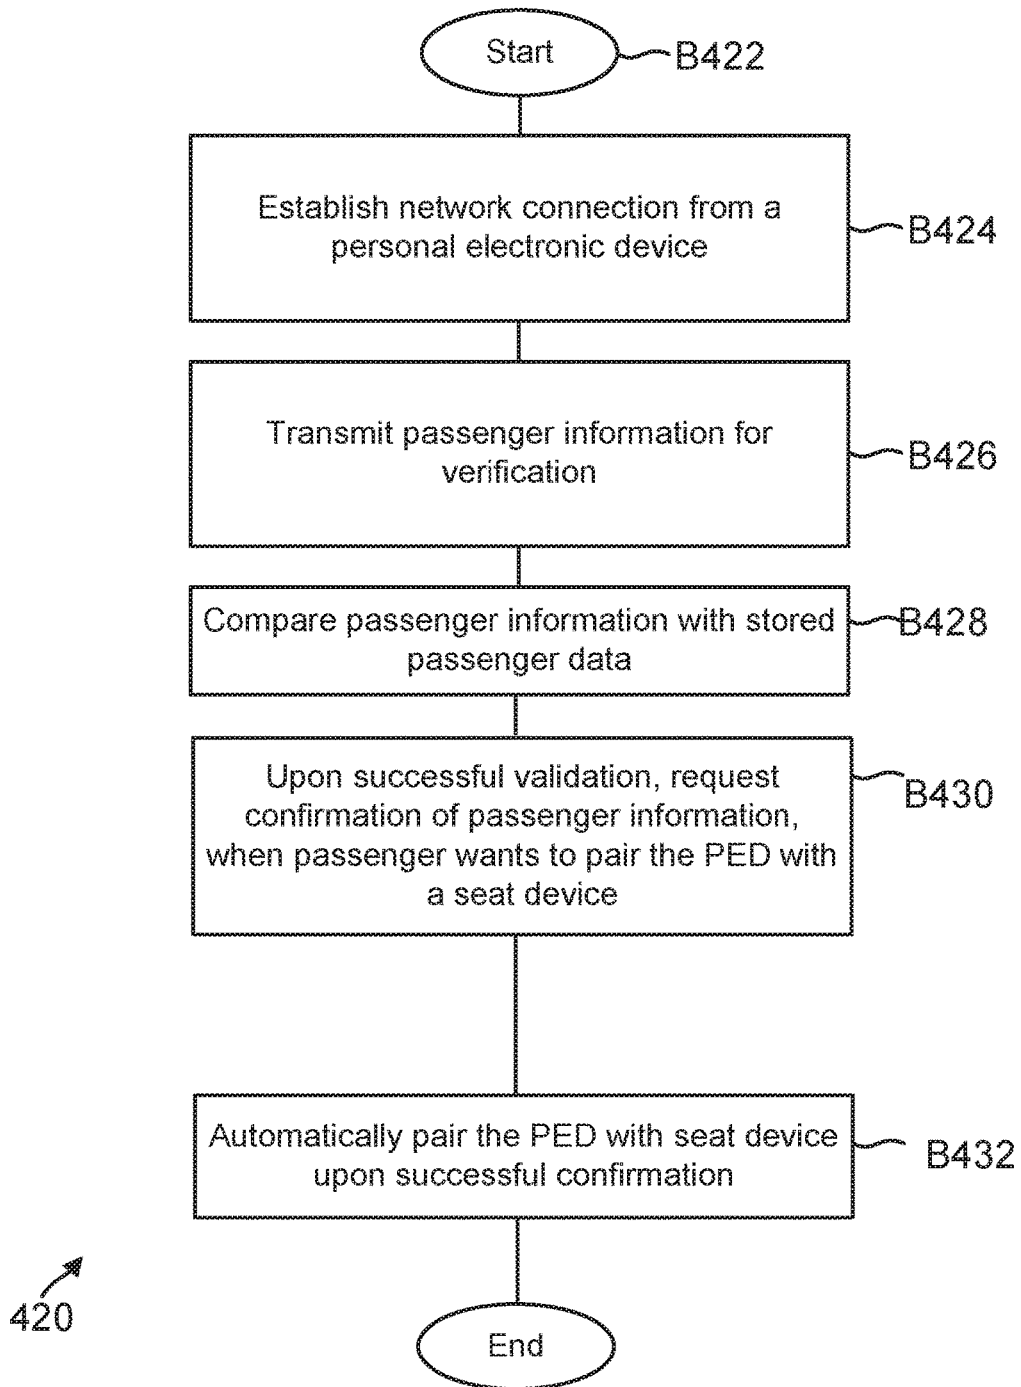 Start
B422
Establish network connection from a
personal electronic device
B424
Transmit passenger information for
verification
B426
Compare passenger information with stored
passenger data
B428
Upon successful validation, request
confirmation of passenger information,
when passenger wants to pair the PED with
a seat device
B430
Automatically pair the PED with seat device
upon successful confirmation
B432
420
End